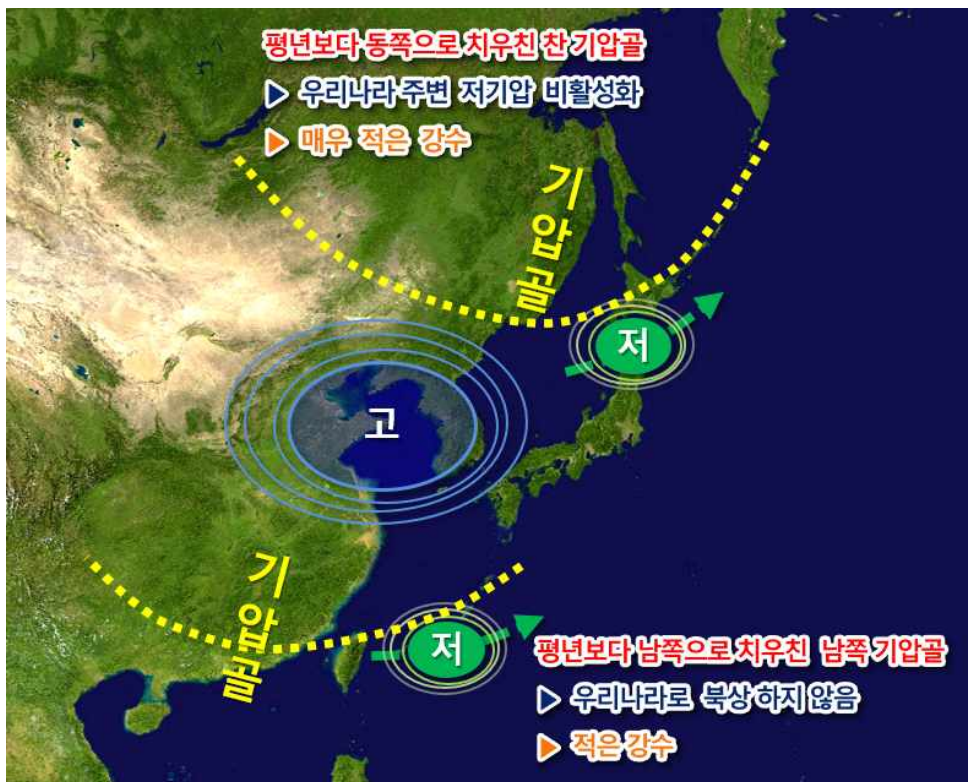 평년보다 동쪽으로 치우친 찬 기압골
▶ 우리나라 주변 저기압 비활성화
▶ 매우 적은 강수
기압골
저
고
기압골
저
평년보다 남쪽으로 치우친 남쪽 기압골
▶ 우리나라로 북상 하지 않음
▶ 적은 강수